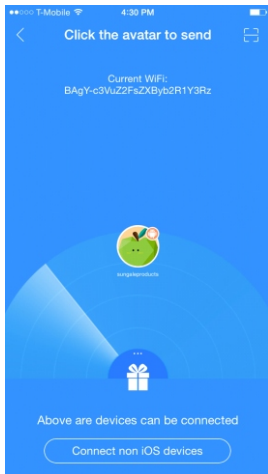 T-Mobile 4:30 PM
Click the avatar to send
Current WiFi:
BAgY-c3VuZ2FsZXByb2R1Y3Rz
sungaleproducts
Above are devices can be connected
Connect non iOS devices